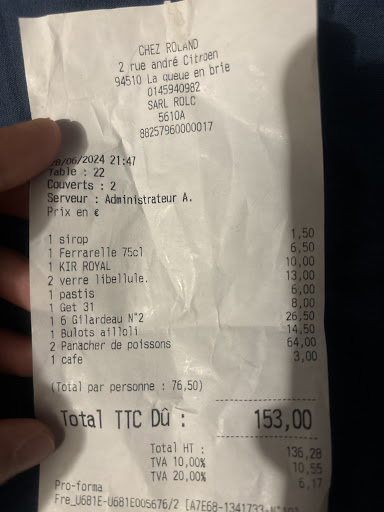 CHEZ ROLAND
2 rue andré Citroen
94510 La queue en brie
0145940982
SARL ROLC
5610A
88257960000017
/06/2024 21:47
Table : 22
Couverts : 2
Serveur : Administrateur A.
Prix en €
1 sirop 1,50
1 Ferrarelle 75cl 6,50
1 KIR ROYAL 10,00
2 verre libellule. 13,00
1 pastis 6,00
1 Get 31 8,00
1 6 Gilardeau N°2 26,50
1 Bulots ailloli 14,50
2 Panacher de poissons 64,00
1 cafe 3,00
(Total par personne : 76,50)
Total TTC Dû : 153,00
Total HT : 136,28
TVA 10,00% 10,55
TVA 20,00% 6,17
Pro-forma
Fre_U681E-U681E005676/2 [A7E68-1341733